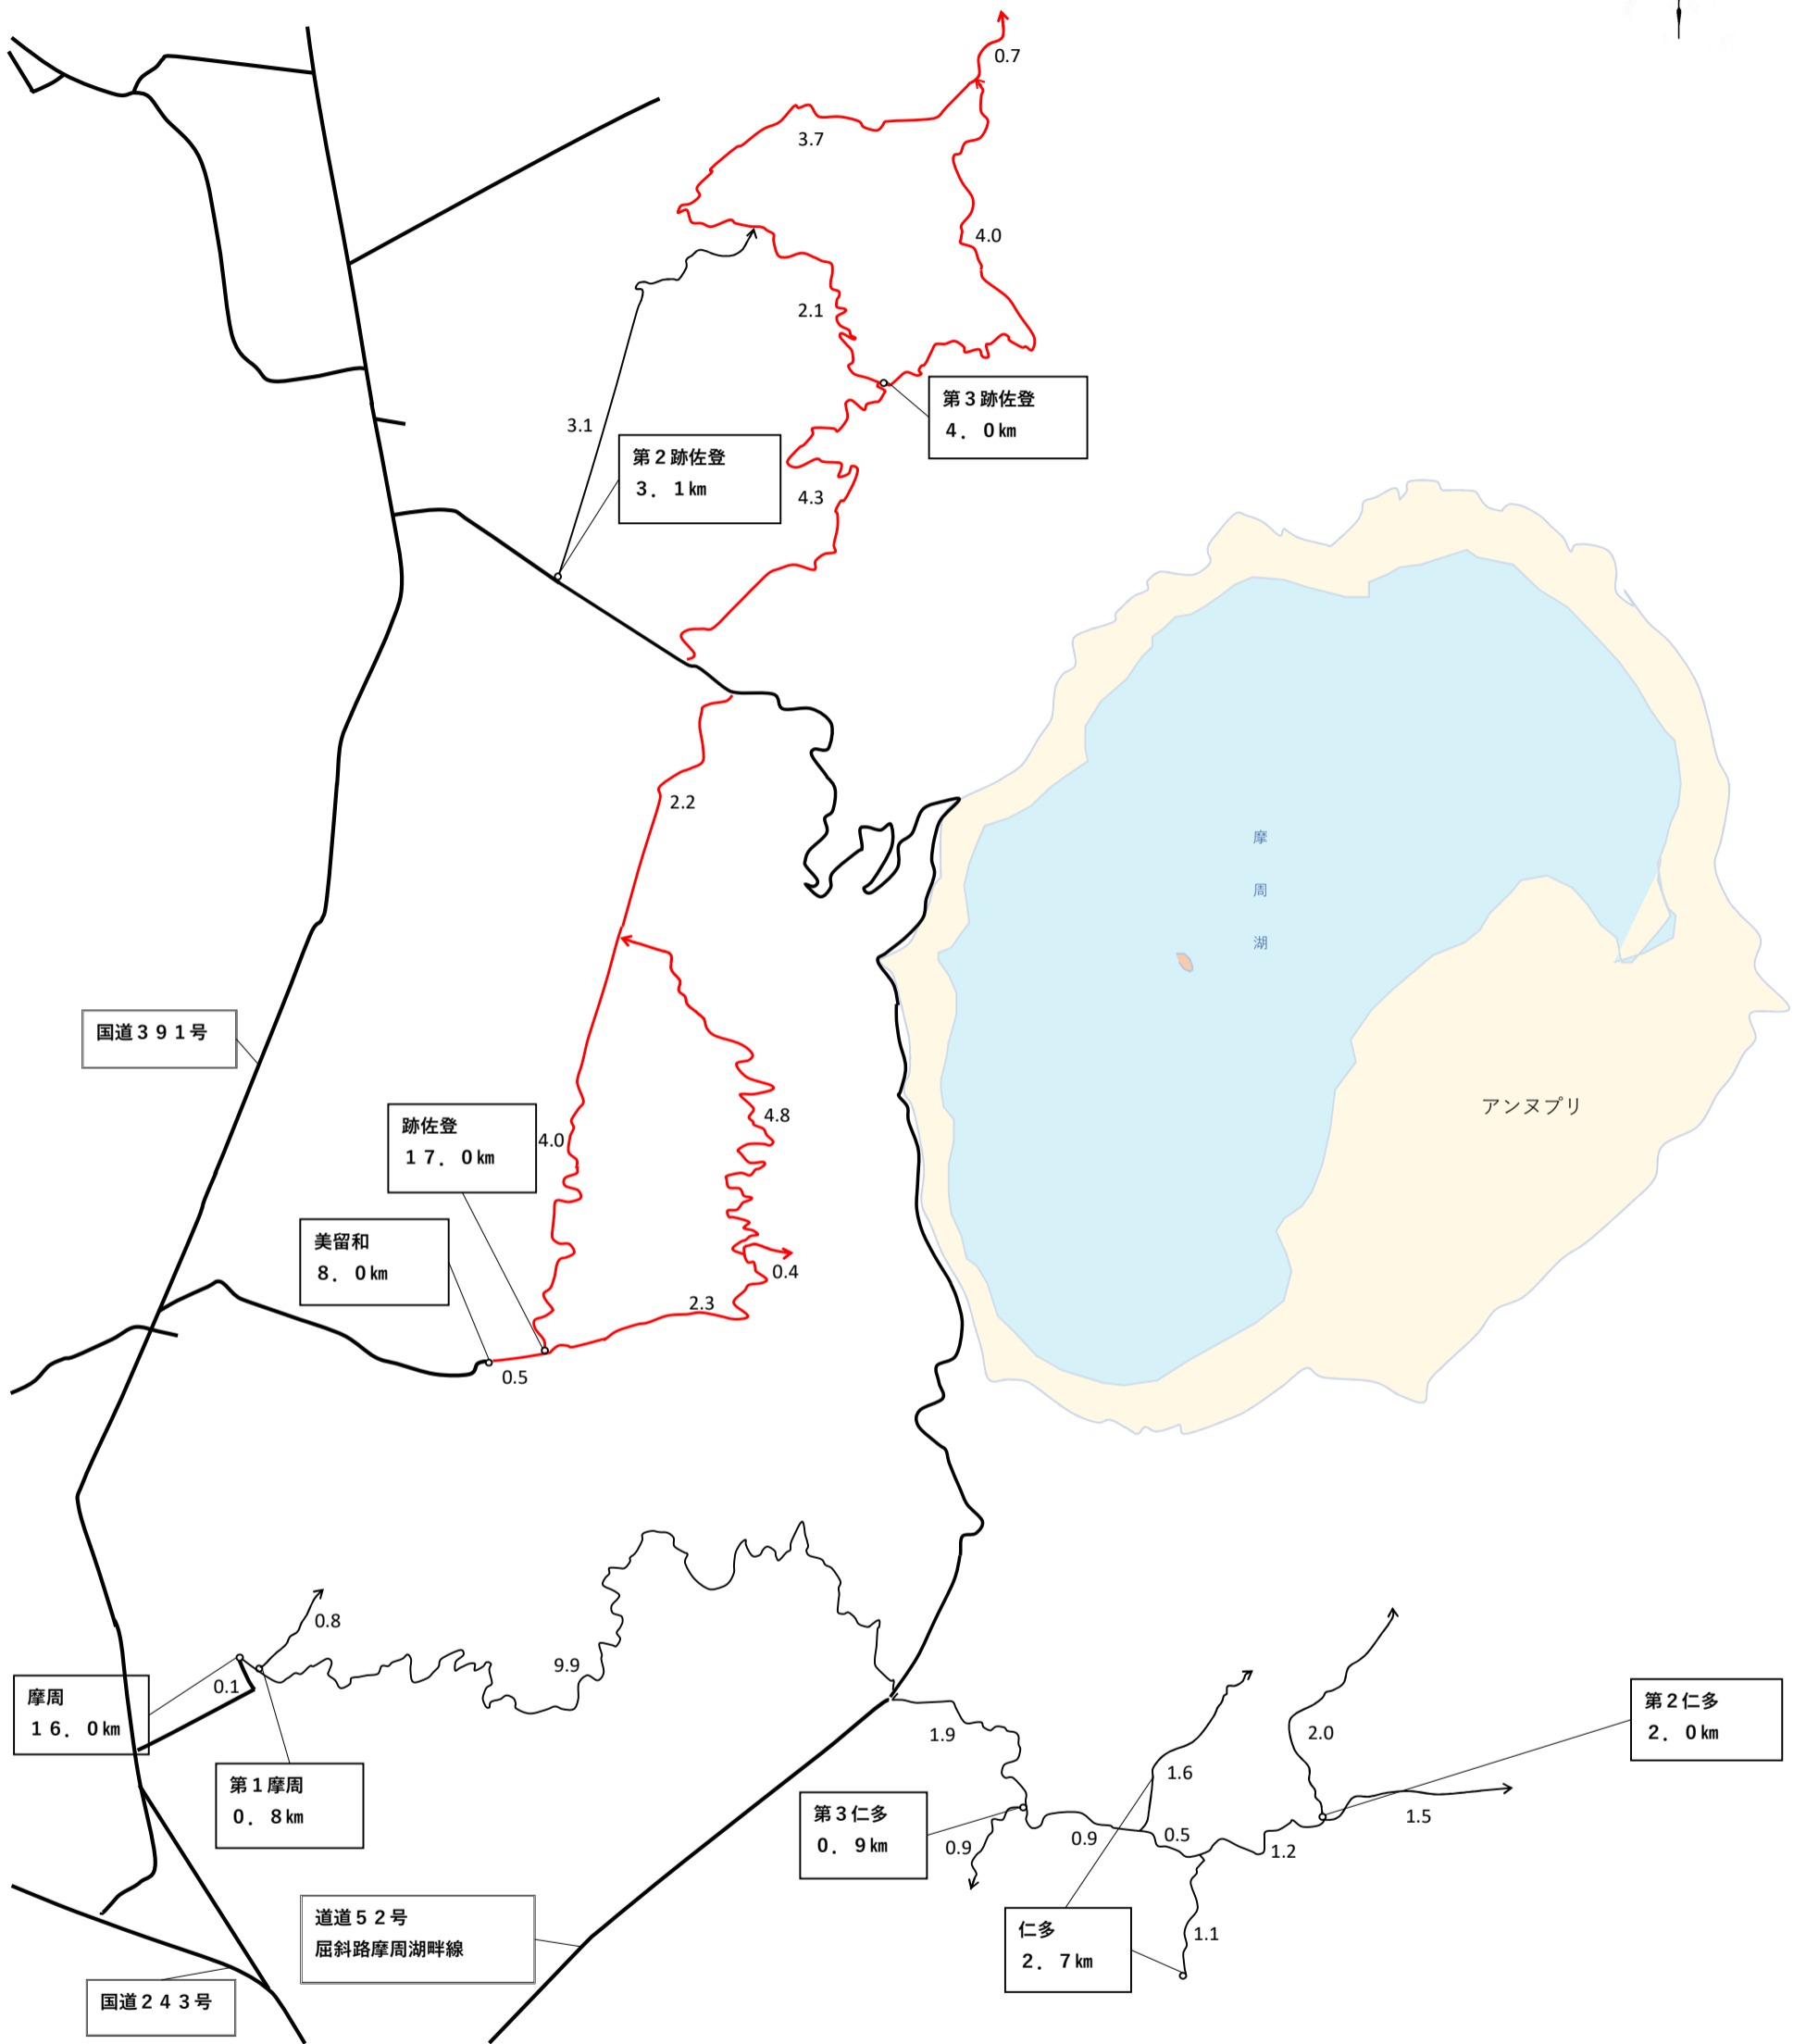 0.7
3.7
4.0
2.1
第３跡佐登
４．０㎞
3.1
第２跡佐登
３．１㎞
4.3
2.2
摩
周
湖
国道３９１号
アンヌプリ
跡佐登
１７．０㎞
4.0
4.8
美留和
８．０㎞
0.4
2.3
0.5
0.8
9.9
0.1
摩周
１６．０㎞
第１摩周
０．８㎞
1.9
1.6
2.0
第２仁多
２．０㎞
第３仁多
０．９㎞
0.9
0.9
0.5
1.2
1.5
道道５２号
屈斜路摩周湖畔線
仁多
２．７㎞
1.1
国道２４３号